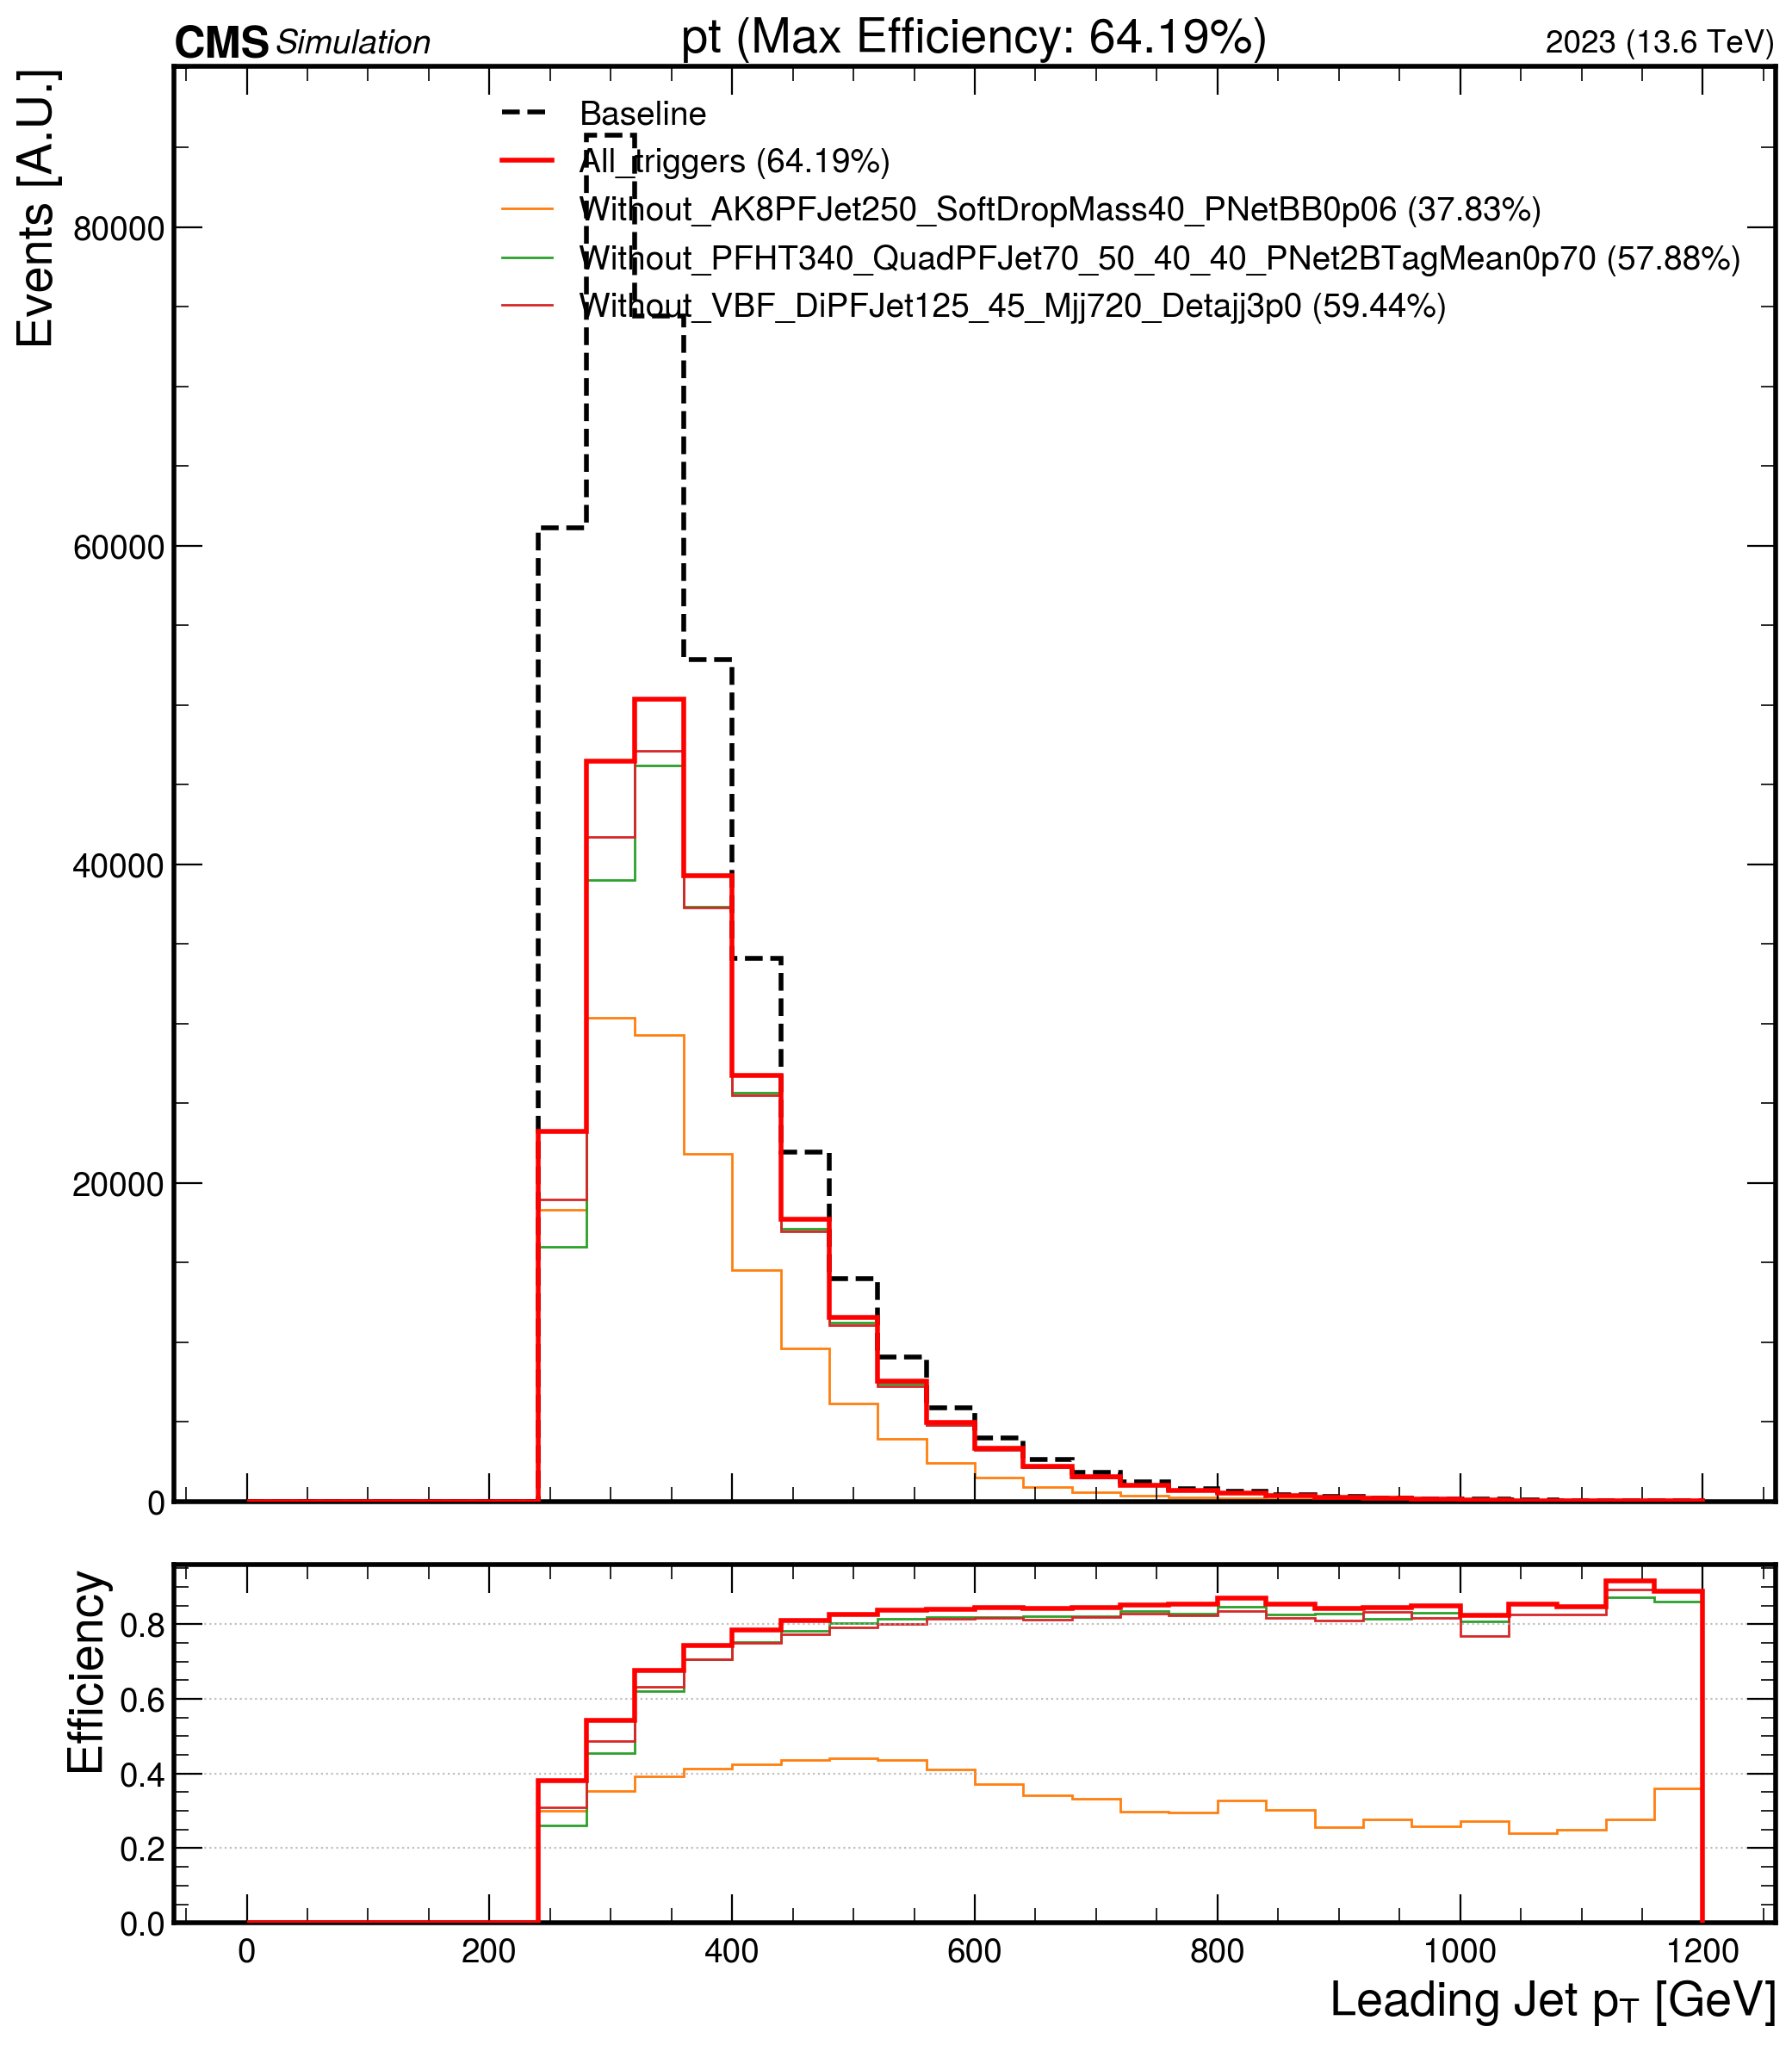 CMS Simulation pt (Max Efficiency: 64.19%) 2023 (13.6 TeV)
Events [A.U.]
Baseline
All_triggers (64.19%)
Without_AK8PFJet250_SoftDropMass40_PNetBB0p06 (37.83%)
Without_PFHT340_QuadPFJet70_50_40_40_PNet2BTagMean0p70 (57.88%)
Without_VBF_DiPFJet125_45_Mjj720_Detajj3p0 (59.44%)
80000
60000
40000
20000
0
Efficiency
0.8
0.6
0.4
0.2
0.0
0 200 400 600 800 1000 1200
Leading Jet pT [GeV]